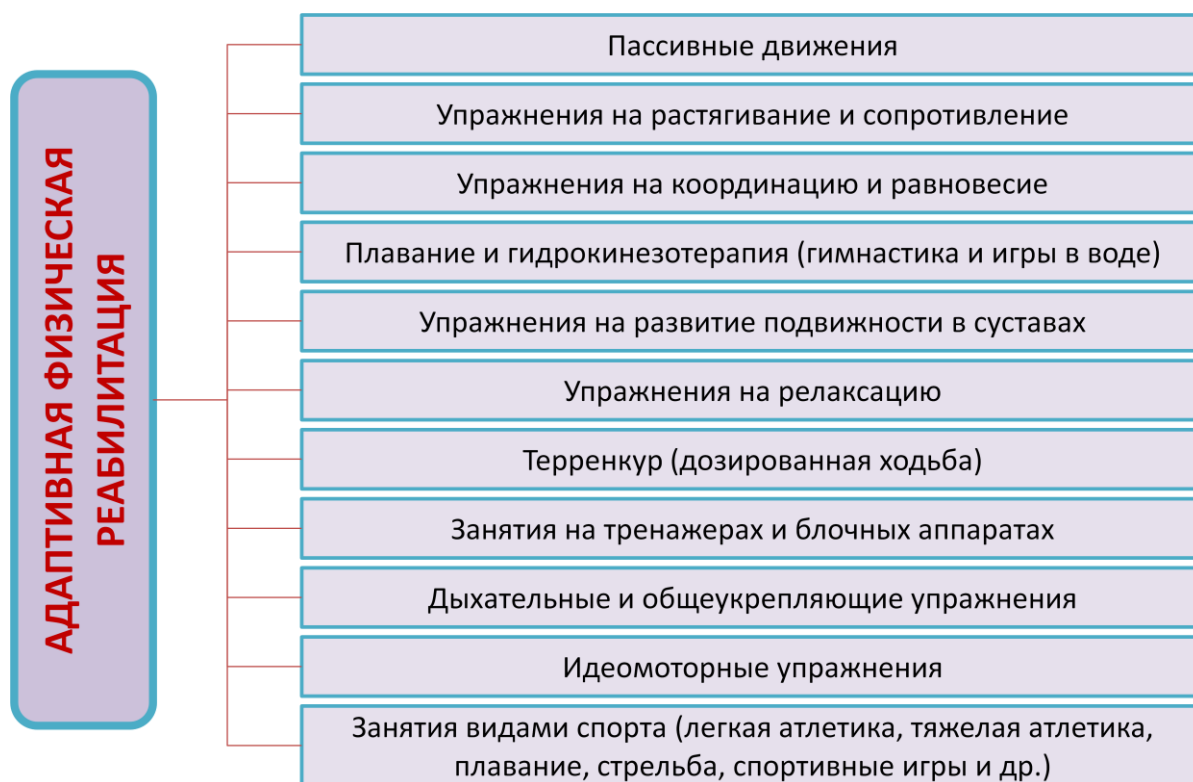 АДАПТИВНАЯ ФИЗИЧЕСКАЯ
РЕАБИЛИТАЦИЯ
Пассивные движения
Упражнения на растягивание и сопротивление
Упражнения на координацию и равновесие
Плавание и гидрокинезотерапия (гимнастика и игры в воде)
Упражнения на развитие подвижности в суставах
Упражнения на релаксацию
Терренкур (дозированная ходьба)
Занятия на тренажерах и блочных аппаратах
Дыхательные и общеукрепляющие упражнения
Идеомоторные упражнения
Занятия видами спорта (легкая атлетика, тяжелая атлетика,
плавание, стрельба, спортивные игры и др.)